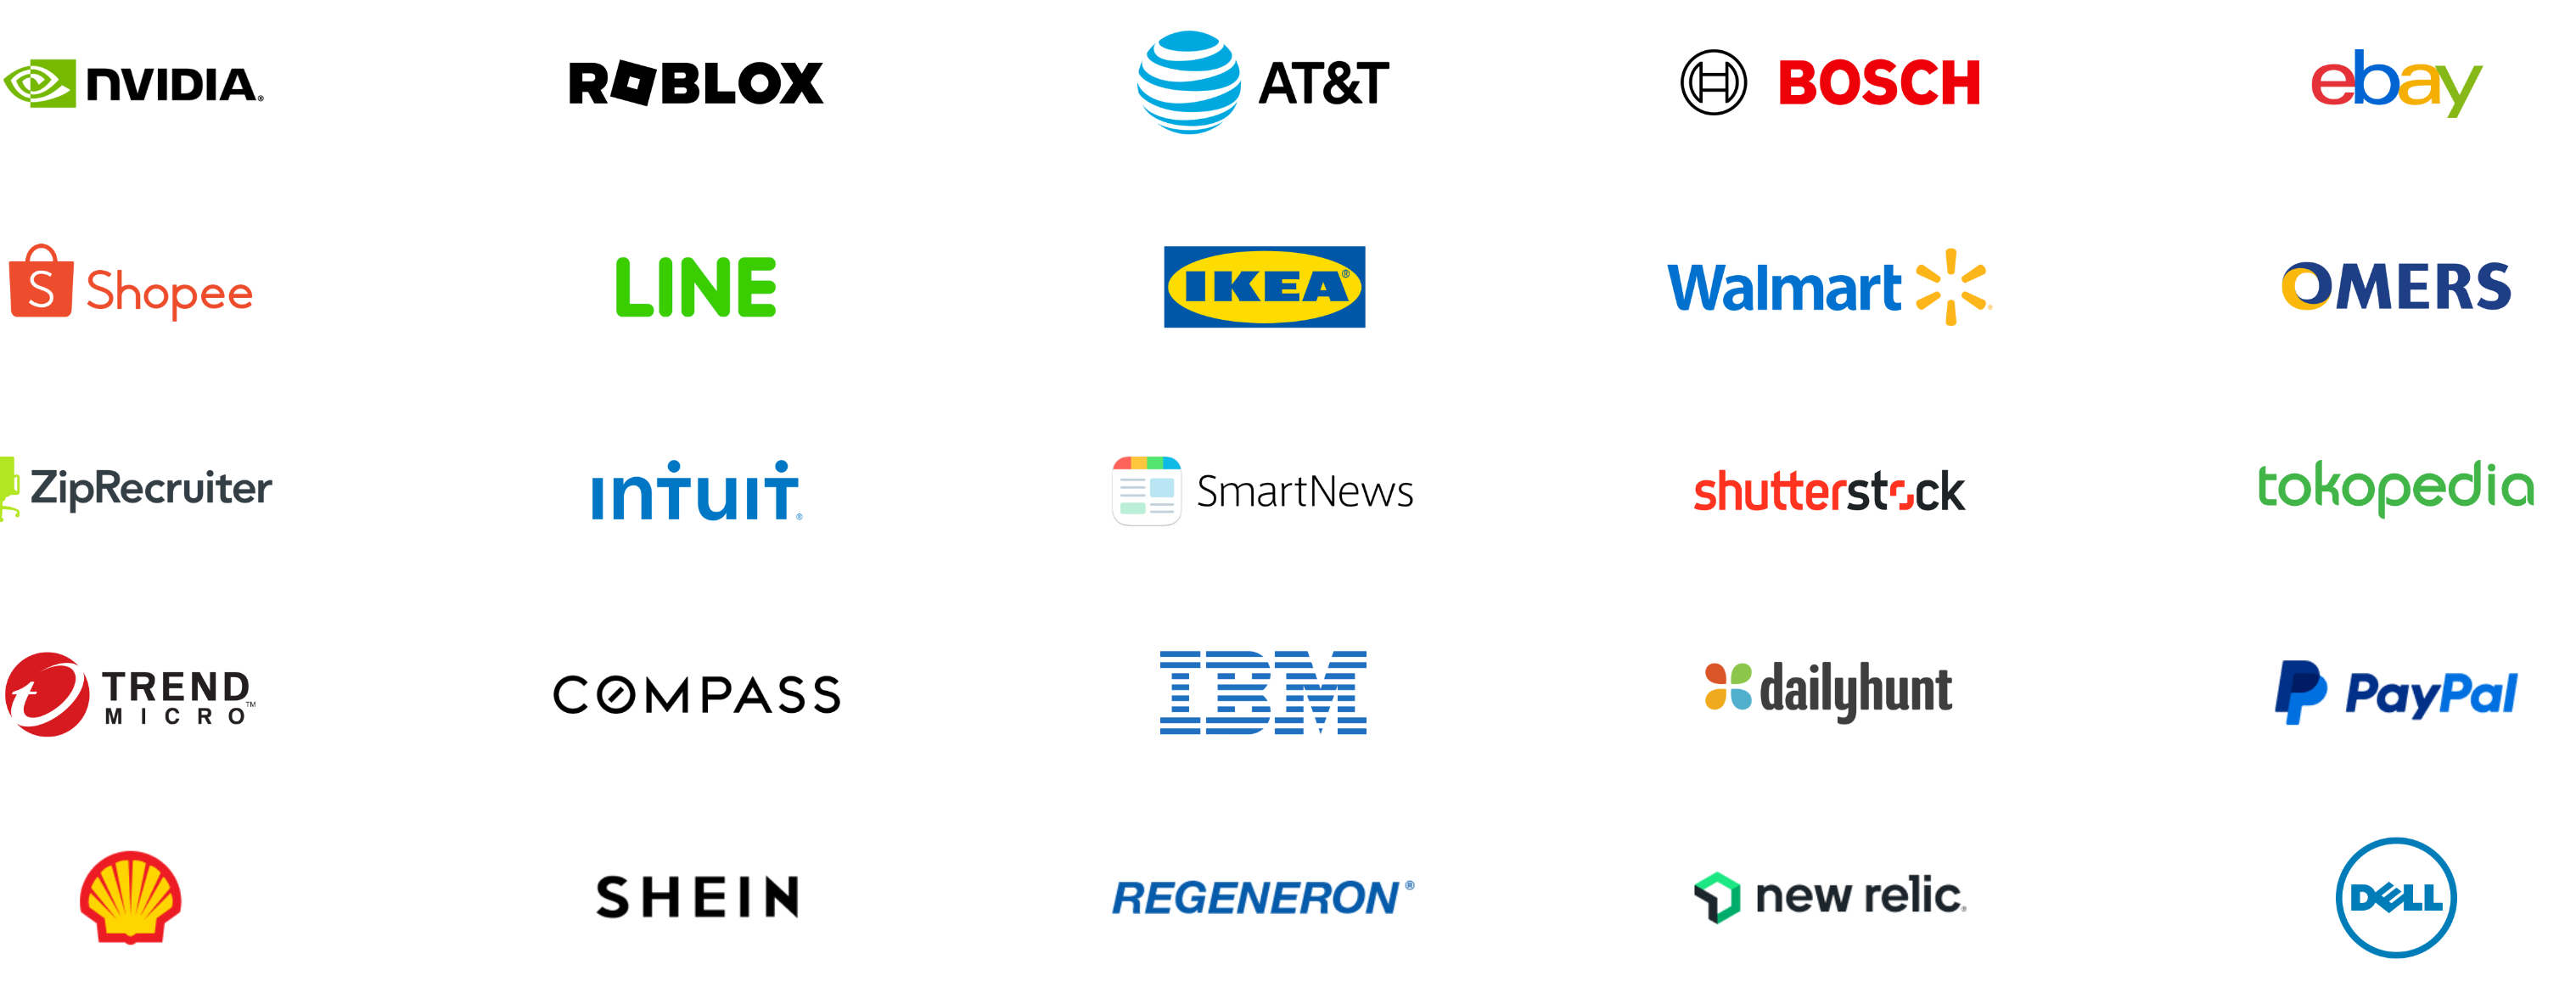 NVIDIA®
ROBLOX
AT&T
BOSCH
ebay
S Shopee
LINE
IKEA®
Walmart
OMERS
ZipRecruiter
intuit®
SmartNews
shutterstock
tokopedia
t TREND
MICRO™
COMPASS
IBM
dailyhunt
P PayPal
SHEIN
REGENERON®
new relic®
DELL